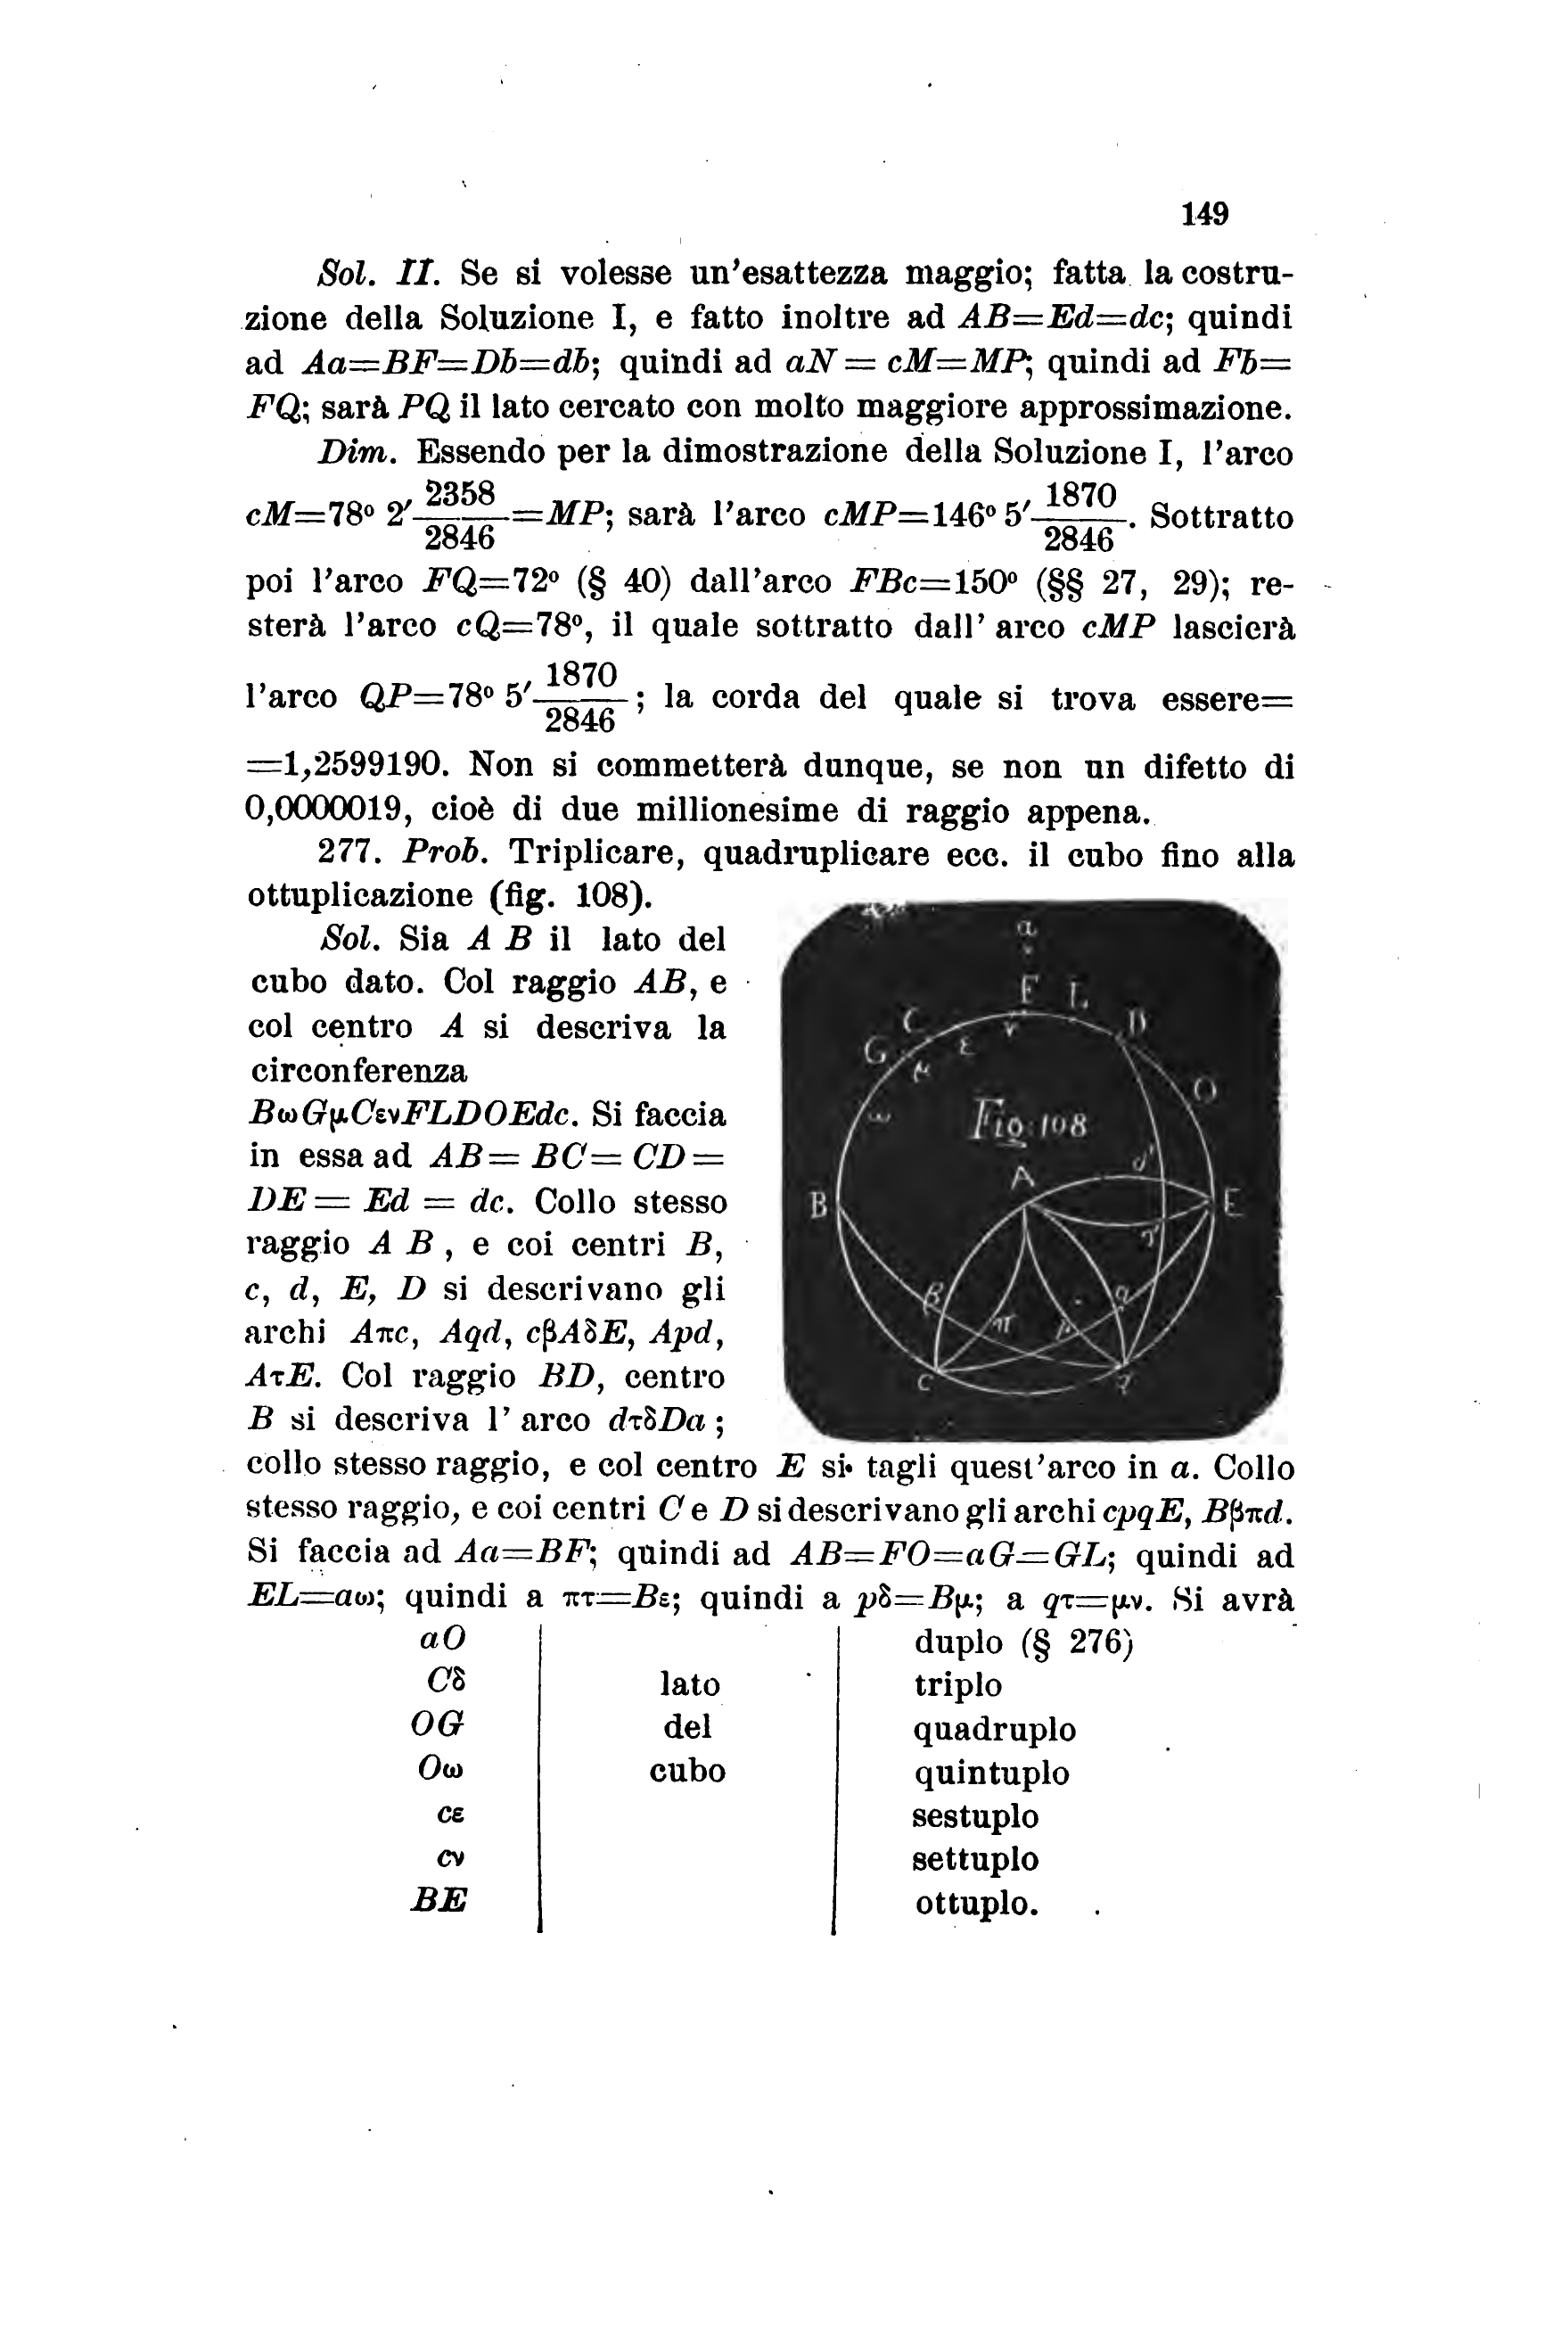 149
Sol. II. Se si volesse un'esattezza maggio; fatta la costru-
zione della Soluzione I, e fatto inoltre ad AB=Ed=dc; quindi
ad Aa=BF=Db=db; quindi ad aN = cM=MP; quindi ad Fb=
FQ; sarà PQ il lato cercato con molto maggiore approssimazione.
Dim. Essendo per la dimostrazione della Soluzione I, l'arco
cM=78° 2′ 2358/2846 =MP; sarà l'arco cMP=146° 5′ 1870/2846. Sottratto
poi l'arco FQ=72° (§ 40) dall'arco FBc=150° (§§ 27, 29); re-
sterà l'arco cQ=78°, il quale sottratto dall' arco cMP lascierà
l'arco QP=78° 5′ 1870/2846; la corda del quale si trova essere=
=1,2599190. Non si commetterà dunque, se non un difetto di
0,0000019, cioè di due millionesime di raggio appena.
277. Prob. Triplicare, quadruplicare ecc. il cubo fino alla
ottuplicazione (fig. 108).
Sol. Sia A B il lato del
cubo dato. Col raggio AB, e
col centro A si descriva la
circonferenza
BωGμCενFLDOEdc. Si faccia
in essa ad AB= BC= CD=
DE= Ed = dc. Collo stesso
raggio A B, e coi centri B,
c, d, E, D si descrivano gli
archi Aπc, Aqd, cβAδE, Apd,
AτE. Col raggio BD, centro
B si descriva l' arco dτδDa;
a
F L
C D
G ε ν
μ O
ω Fig. 108
A
B E
β q
π p
C
collo stesso raggio, e col centro E si tagli quest'arco in a. Collo
stesso raggio, e coi centri C e D si descrivano gli archi cpqE, Bβπd.
Si faccia ad Aa=BF; quindi ad AB=FO=aG=GL; quindi ad
EL=aω; quindi a πτ=Bε; quindi a pδ=Bμ; a qτ=μν. Si avrà
aO duplo (§ 276)
Cδ lato triplo
OG del quadruplo
Oω cubo quintuplo
cε sestuplo
cν settuplo
BE ottuplo.